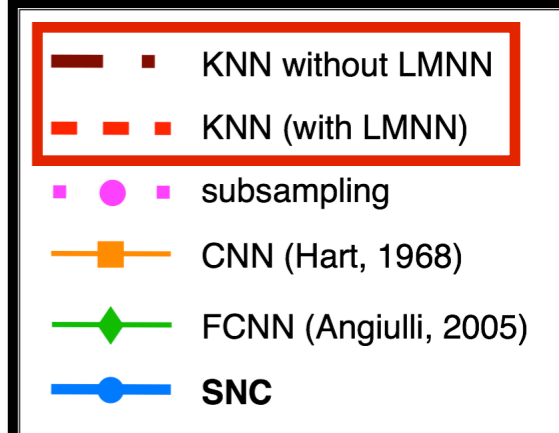 KNN without LMNN
KNN (with LMNN)
subsampling
CNN (Hart, 1968)
FCNN (Angiulli, 2005)
SNC